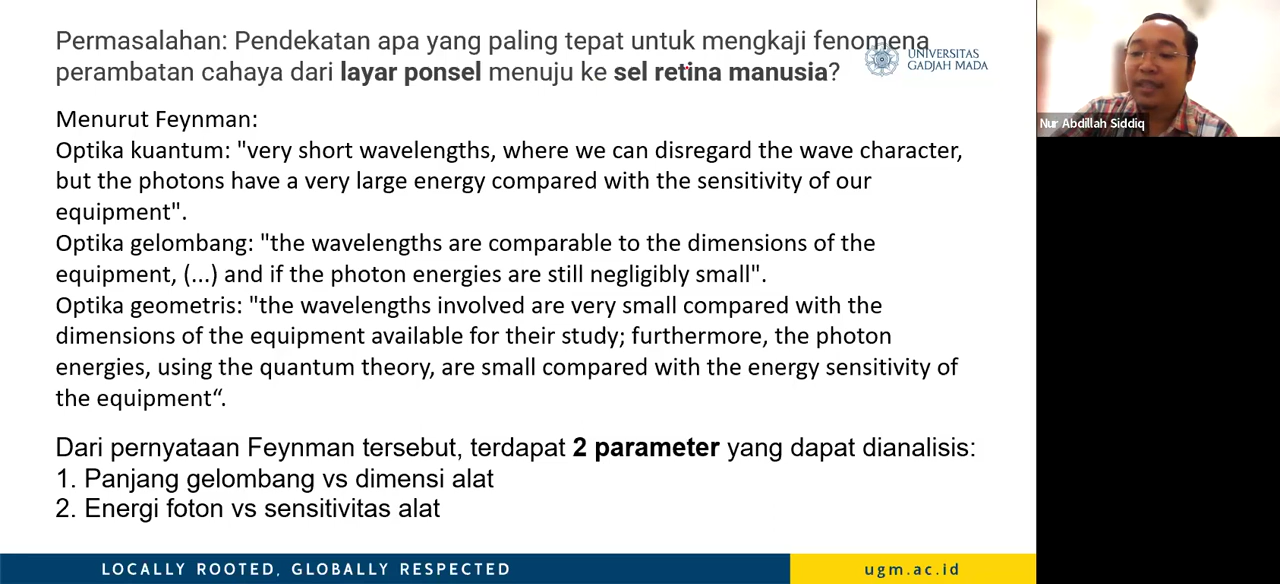 Permasalahan: Pendekatan apa yang paling tepat untuk mengkaji fenomena
perambatan cahaya dari layar ponsel menuju ke sel retina manusia?
UNIVERSITAS
GADJAH MADA
Nur Abdillah Siddiq
Menurut Feynman:
Optika kuantum: "very short wavelengths, where we can disregard the wave character,
but the photons have a very large energy compared with the sensitivity of our
equipment".
Optika gelombang: "the wavelengths are comparable to the dimensions of the
equipment, (...) and if the photon energies are still negligibly small".
Optika geometris: "the wavelengths involved are very small compared with the
dimensions of the equipment available for their study; furthermore, the photon
energies, using the quantum theory, are small compared with the energy sensitivity of
the equipment“.
Dari pernyataan Feynman tersebut, terdapat 2 parameter yang dapat dianalisis:
1. Panjang gelombang vs dimensi alat
2. Energi foton vs sensitivitas alat
LOCALLY ROOTED, GLOBALLY RESPECTED
ugm.ac.id